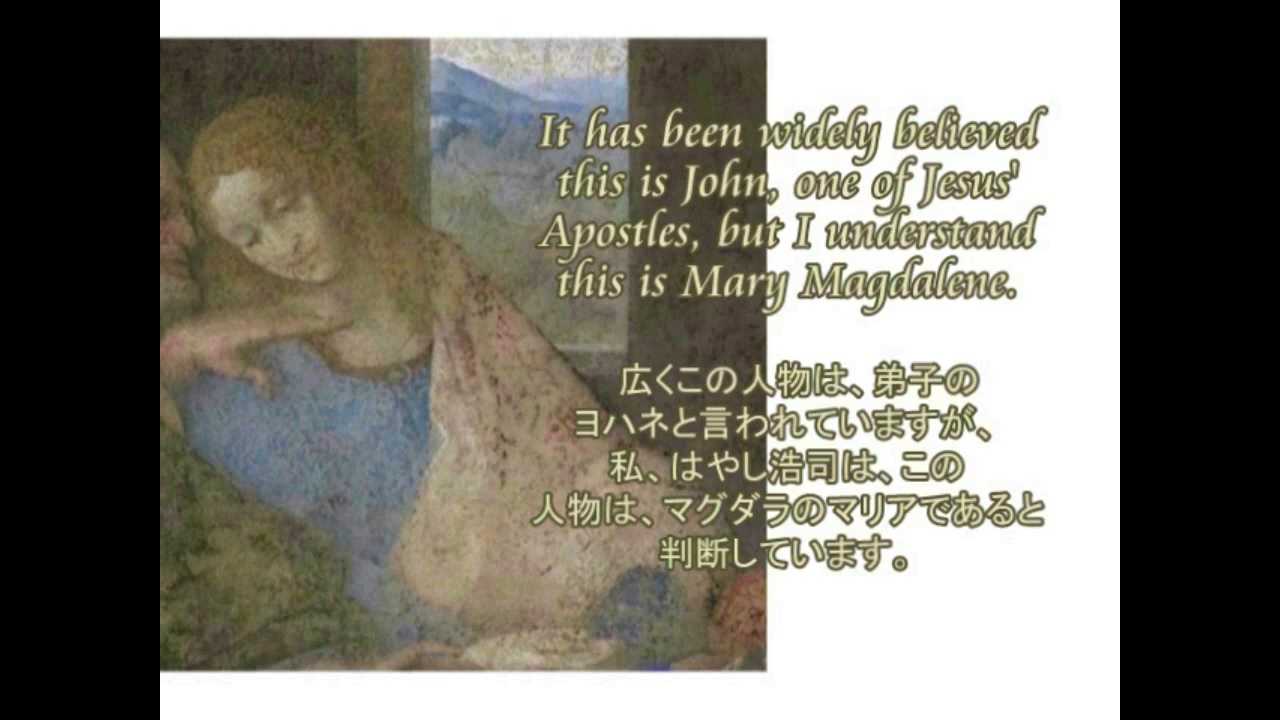 It has been widely believed
this is John, one of Jesus'
Apostles, but I understand
this is Mary Magdalene.
広くこの人物は、弟子の
ヨハネと言われていますが、
私、はやし浩司は、この
人物は、マグダラのマリアであると
判断しています。